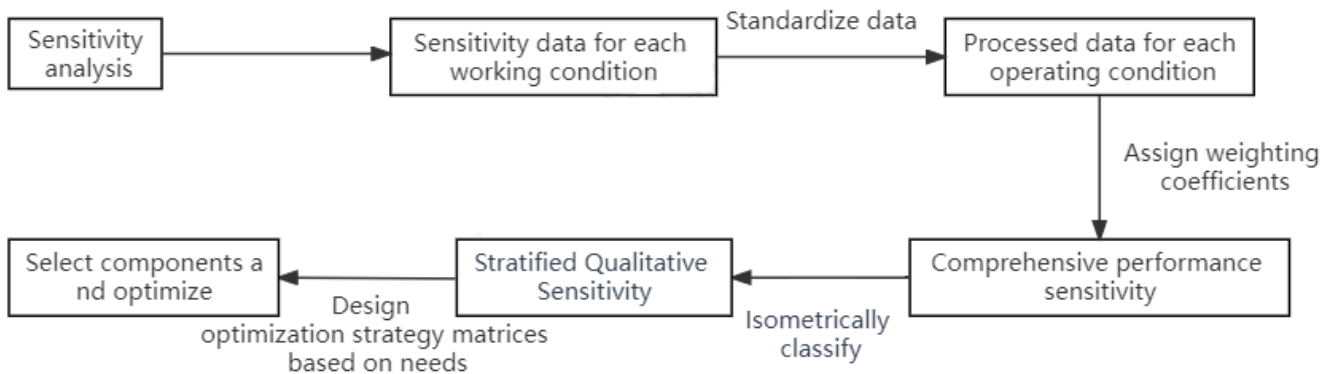 Sensitivity
analysis
Sensitivity data for each
working condition
Standardize data
Processed data for each
operating condition
Assign weighting
coefficients
Comprehensive performance
sensitivity
Isometrically
classify
Stratified Qualitative
Sensitivity
Design
optimization strategy matrices
based on needs
Select components a
nd optimize